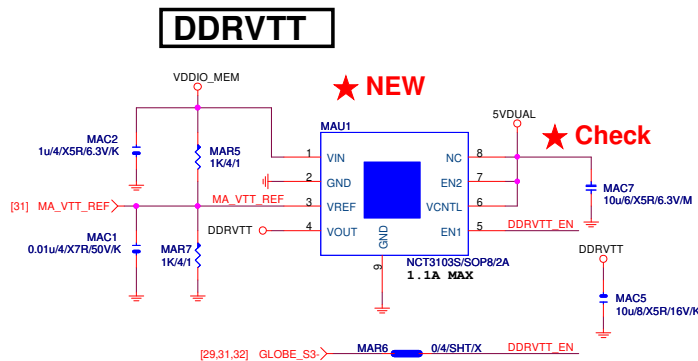 DDRVTT
VDDIO_MEM
★ NEW
5VDUAL
★ Check
MAU1
MAC2
1u/4/X5R/6.3V/K
MAR5
1K/4/1
1 VIN NC 8
2 GND EN2 7
3 VREF VCNTL 6
4 VOUT EN1 5
GND
9
MAC7
10u/6/X5R/6.3V/M
[31] MA_VTT_REF
MA_VTT_REF
DDRVTT
DDRVTT_EN
MAC1
0.01u/4/X7R/50V/K
MAR7
1K/4/1
NCT3103S/SOP8/2A
1.1A MAX
DDRVTT
MAC5
10u/8/X5R/16V/K
[29,31,32] GLOBE_S3-
MAR6
0/4/SHT/X
DDRVTT_EN